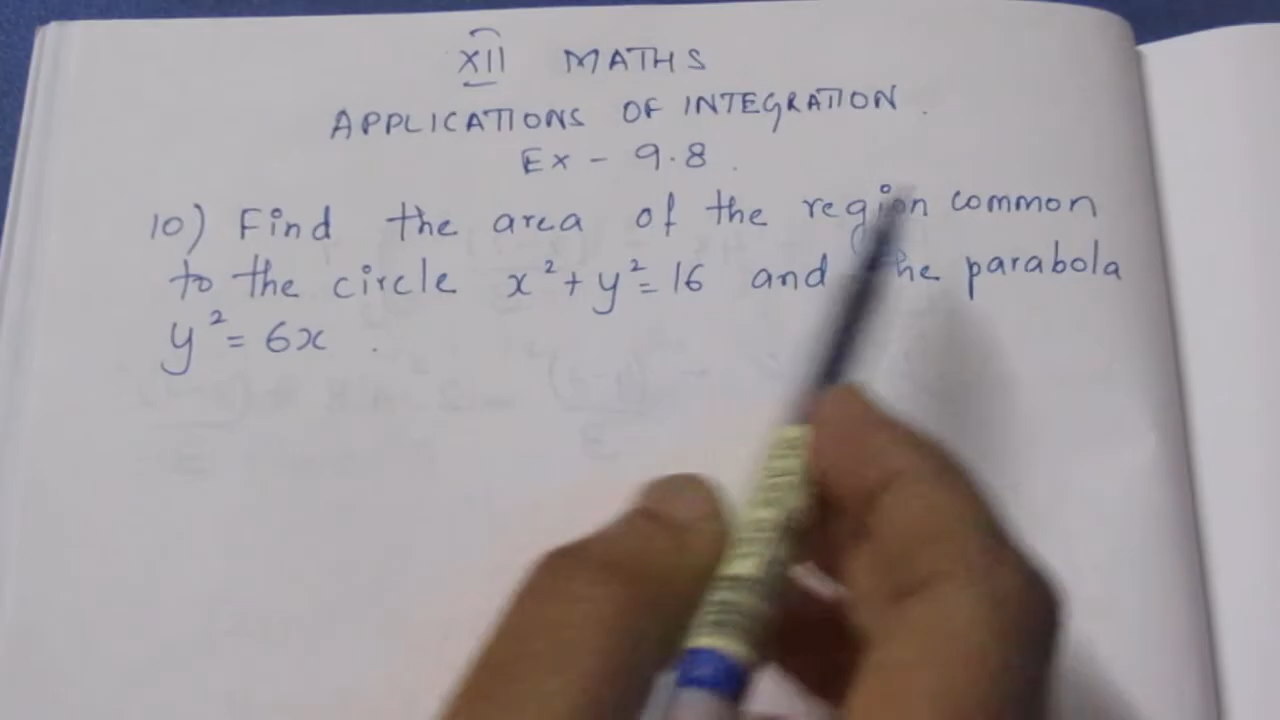 XII MATHS
APPLICATIONS OF INTEGRATION.
Ex - 9.8.
10) Find the area of the region common
to the circle x²+y²=16 and the parabola
y²= 6x.